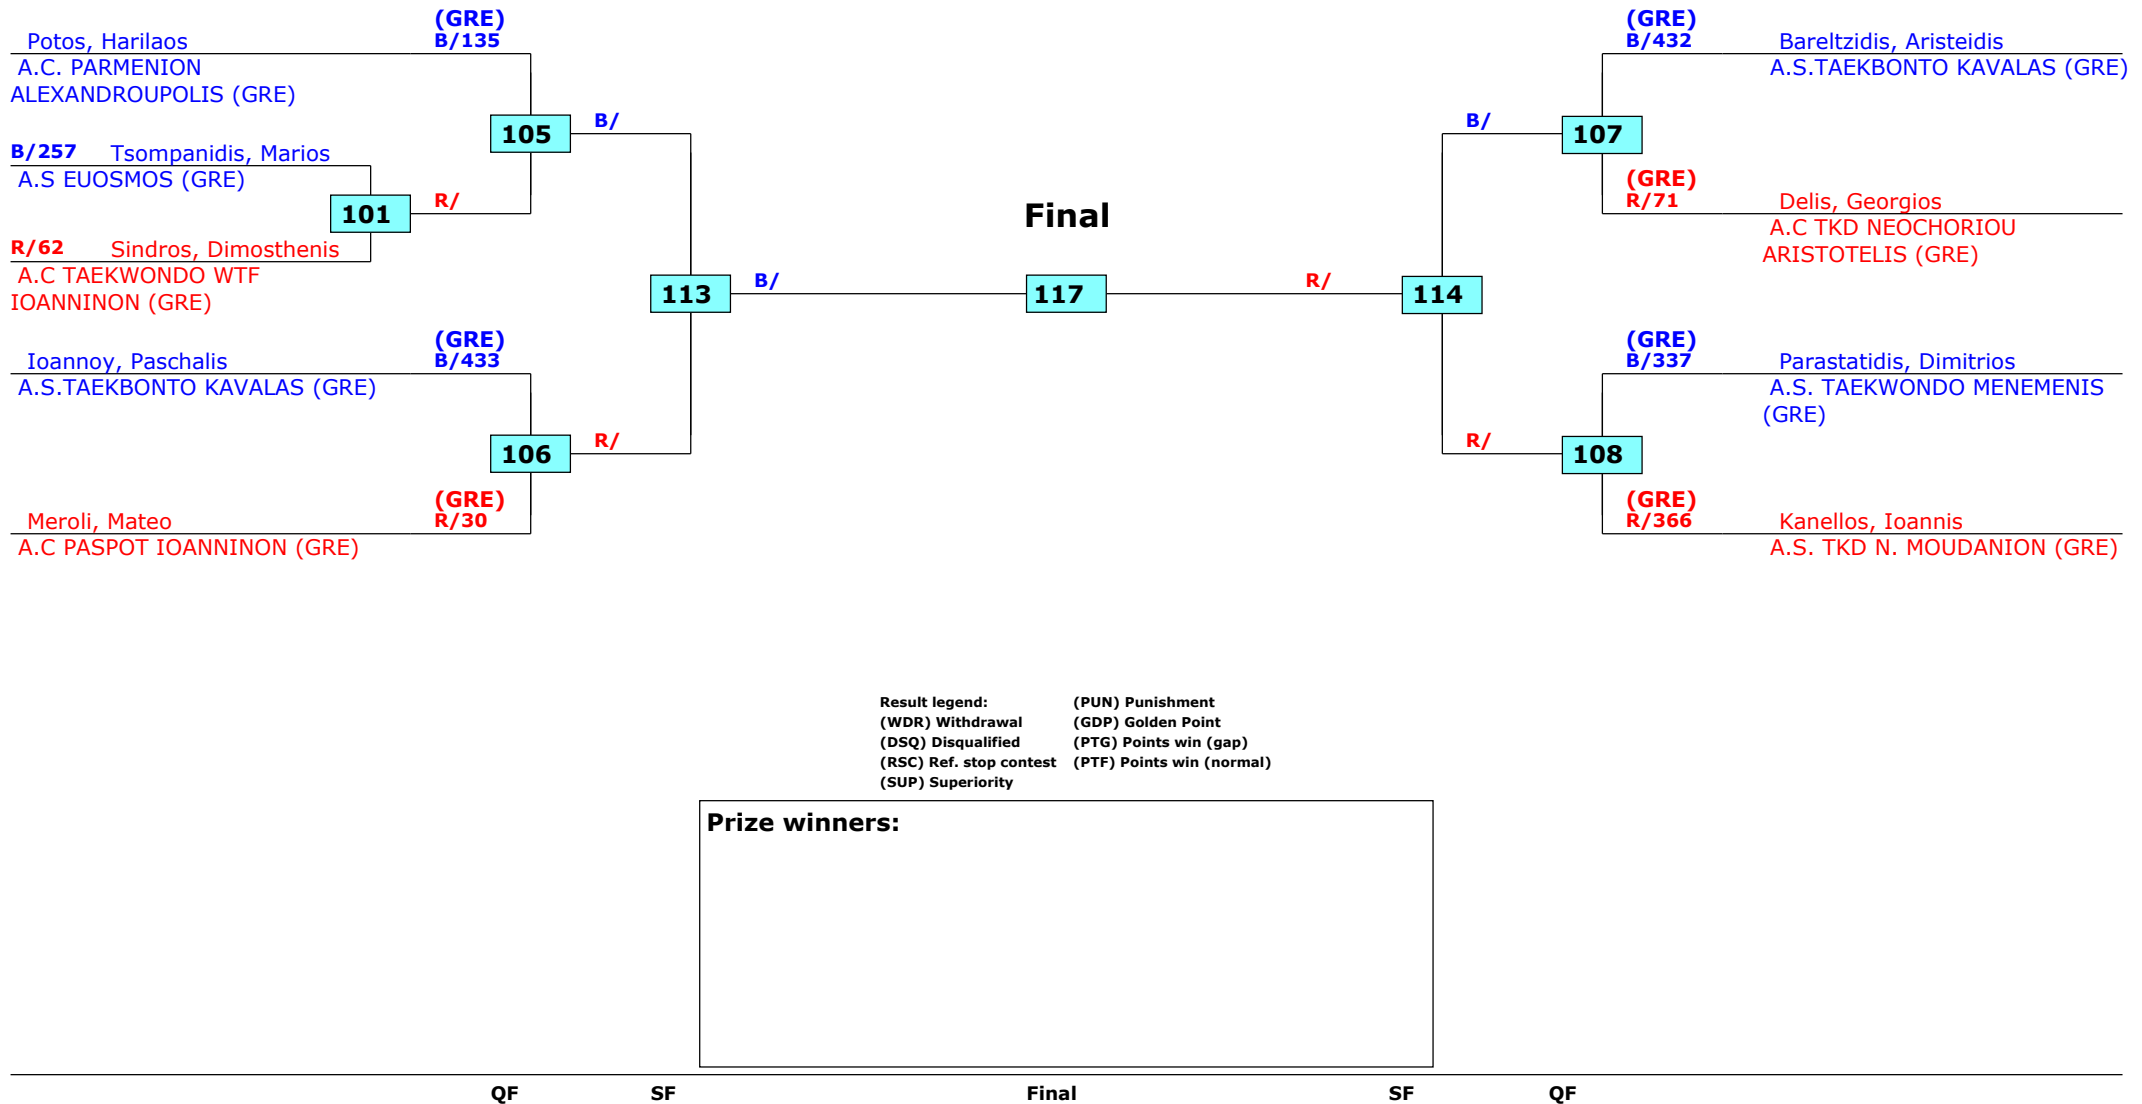 (GRE)
Potos, Harilaos B/135
A.C. PARMENION
ALEXANDROUPOLIS (GRE)
105 B/
B/257 Tsompanidis, Marios
A.S EUOSMOS (GRE)
101 R/
R/62 Sindros, Dimosthenis
A.C TAEKWONDO WTF
IOANNINON (GRE)
113 B/
(GRE)
Ioannoy, Paschalis B/433
A.S.TAEKBONTO KAVALAS (GRE)
106 R/
(GRE)
Meroli, Mateo R/30
A.C PASPOT IOANNINON (GRE)
Final
117
(GRE)
B/432 Bareltzidis, Aristeidis
A.S.TAEKBONTO KAVALAS (GRE)
B/ 107
(GRE)
R/71 Delis, Georgios
A.C TKD NEOCHORIOU
ARISTOTELIS (GRE)
R/ 114
(GRE)
B/337 Parastatidis, Dimitrios
A.S. TAEKWONDO MENEMENIS
(GRE)
R/ 108
(GRE)
R/366 Kanellos, Ioannis
A.S. TKD N. MOUDANION (GRE)
Result legend: (PUN) Punishment
(WDR) Withdrawal (GDP) Golden Point
(DSQ) Disqualified (PTG) Points win (gap)
(RSC) Ref. stop contest (PTF) Points win (normal)
(SUP) Superiority
Prize winners:
QF SF Final SF QF